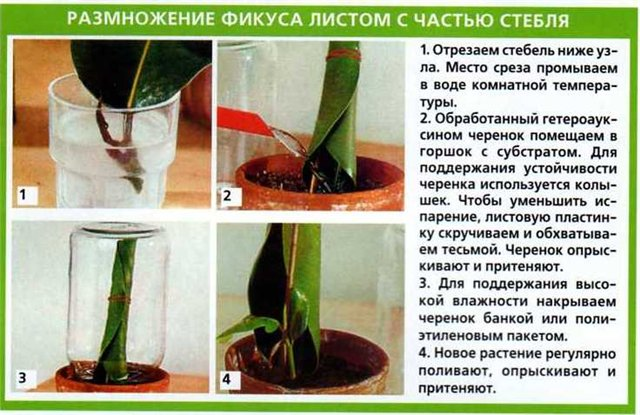 РАЗМНОЖЕНИЕ ФИКУСА ЛИСТОМ С ЧАСТЬЮ СТЕБЛЯ
1
2
3
4
1. Отрезаем стебель ниже уз-
ла. Место среза промываем
в воде комнатной темпера-
туры.
2. Обработанный гетероаук-
сином черенок помещаем в
горшок с субстратом. Для
поддержания устойчивости
черенка используется колы-
шек. Чтобы уменьшить ис-
парение, листовую пластин-
ку скручиваем и обхватыва-
ем тесьмой. Черенок опрыс-
кивают и притеняют.
3. Для поддержания высо-
кой влажности накрываем
черенок банкой или поли-
этиленовым пакетом.
4. Новое растение регулярно
поливают, опрыскивают и
притеняют.